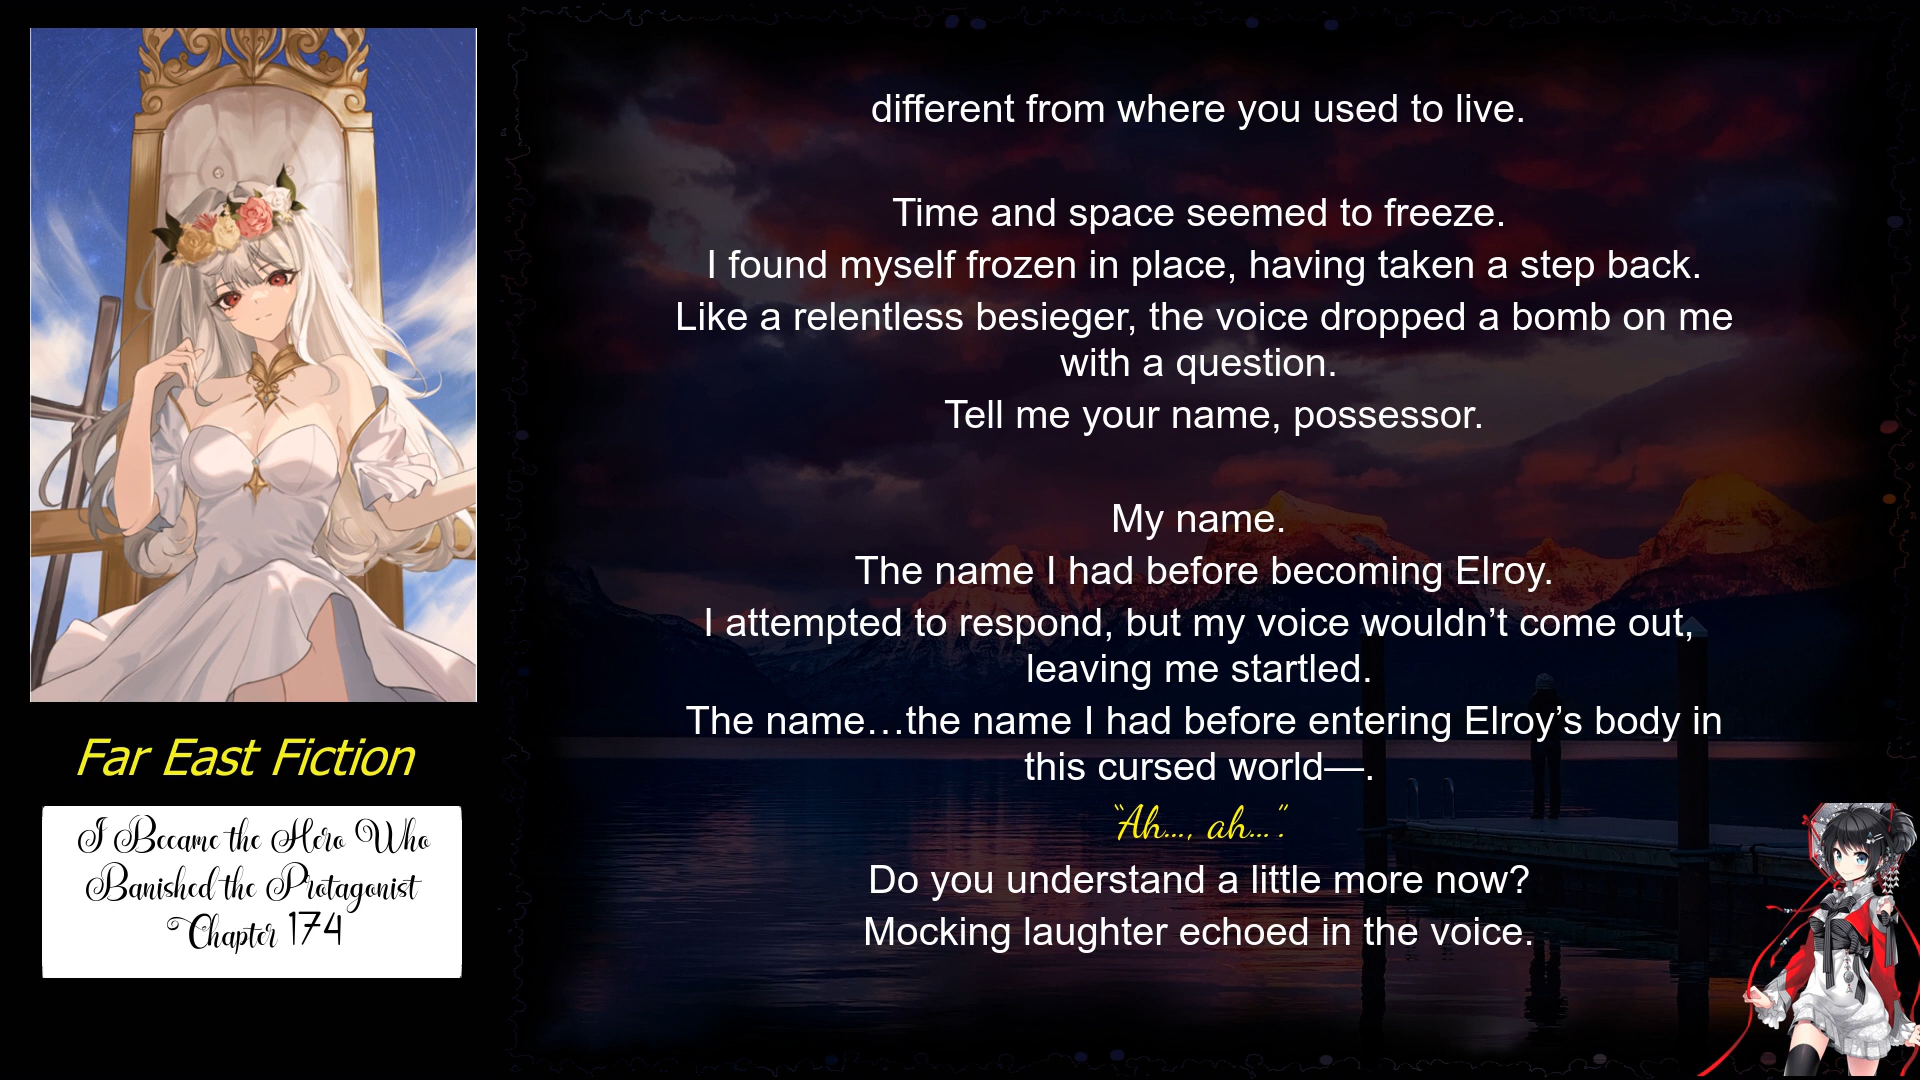 different from where you used to live.
Time and space seemed to freeze.
I found myself frozen in place, having taken a step back.
Like a relentless besieger, the voice dropped a bomb on me
with a question.
Tell me your name, possessor.
My name.
The name I had before becoming Elroy.
I attempted to respond, but my voice wouldn’t come out,
leaving me startled.
The name…the name I had before entering Elroy’s body in
this cursed world—.
“Ah…, ah…”.
Do you understand a little more now?
Mocking laughter echoed in the voice.
Far East Fiction
I Became the Hero Who
Banished the Protagonist
Chapter 174